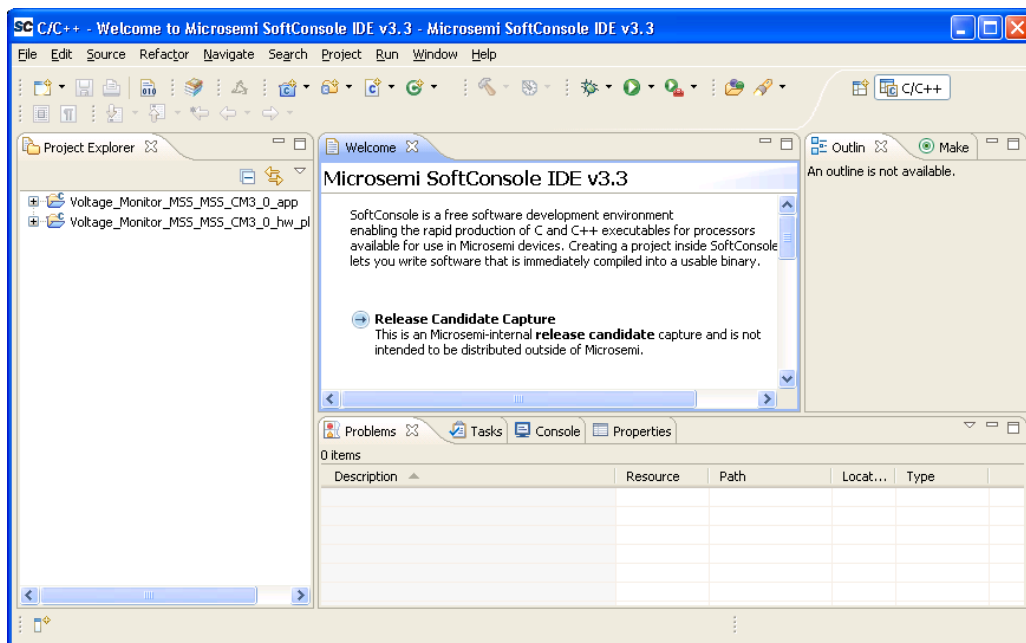 SC C/C++ - Welcome to Microsemi SoftConsole IDE v3.3 - Microsemi SoftConsole IDE v3.3
File Edit Source Refactor Navigate Search Project Run Window Help
010
C/C++
Project Explorer
Welcome
Outlin
Make
Microsemi SoftConsole IDE v3.3
An outline is not available.
Voltage_Monitor_MSS_MSS_CM3_0_app
Voltage_Monitor_MSS_MSS_CM3_0_hw_pl
SoftConsole is a free software development environment
enabling the rapid production of C and C++ executables for processors
available for use in Microsemi devices. Creating a project inside SoftConsole
lets you write software that is immediately compiled into a usable binary.
Release Candidate Capture
This is an Microsemi-internal release candidate capture and is not
intended to be distributed outside of Microsemi.
Problems Tasks Console Properties
0 items
Description Resource Path Locat... Type